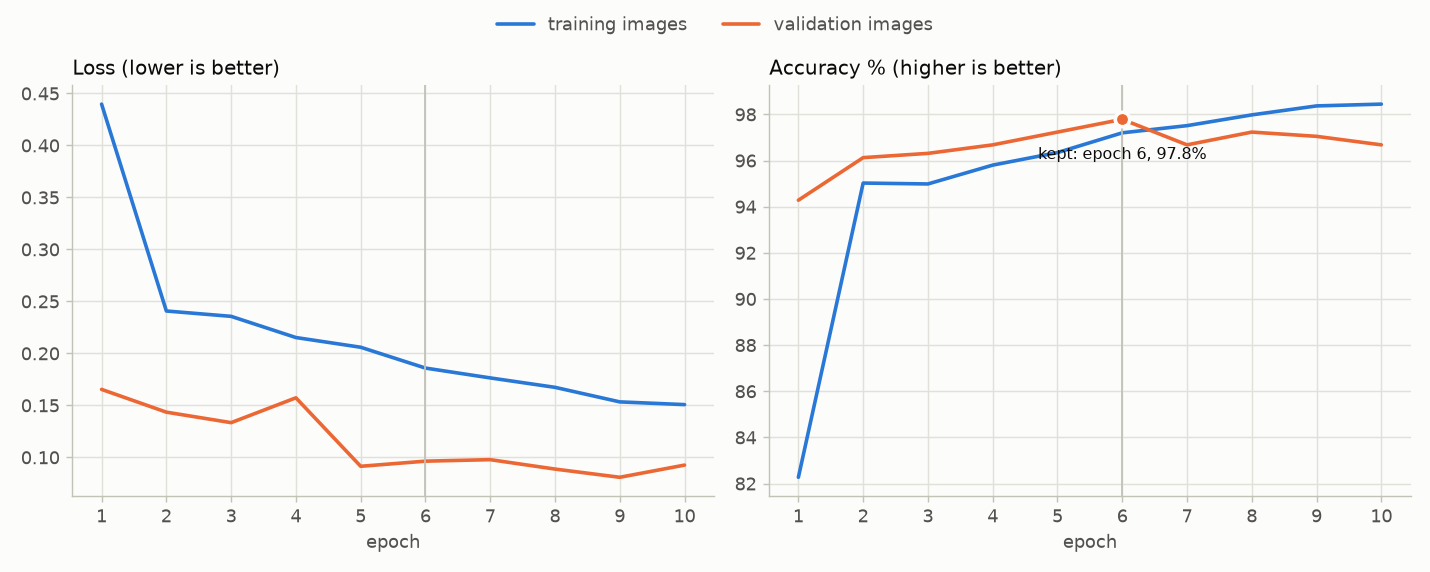 training images
validation images
Loss (lower is better)
0.45
0.40
0.35
0.30
0.25
0.20
0.15
0.10
1 2 3 4 5 6 7 8 9 10
epoch
Accuracy % (higher is better)
98
96
94
92
90
88
86
84
82
kept: epoch 6, 97.8%
1 2 3 4 5 6 7 8 9 10
epoch